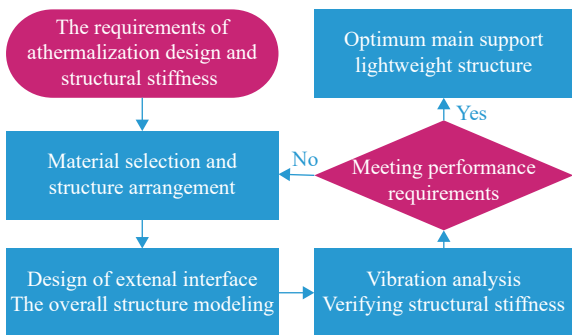 The requirements of
athermalization design and
structural stiffness
Material selection and
structure arrangement
Design of extenal interface
The overall structure modeling
Vibration analysis
Verifying structural stiffness
Meeting performance
requirements
No
Yes
Optimum main support
lightweight structure